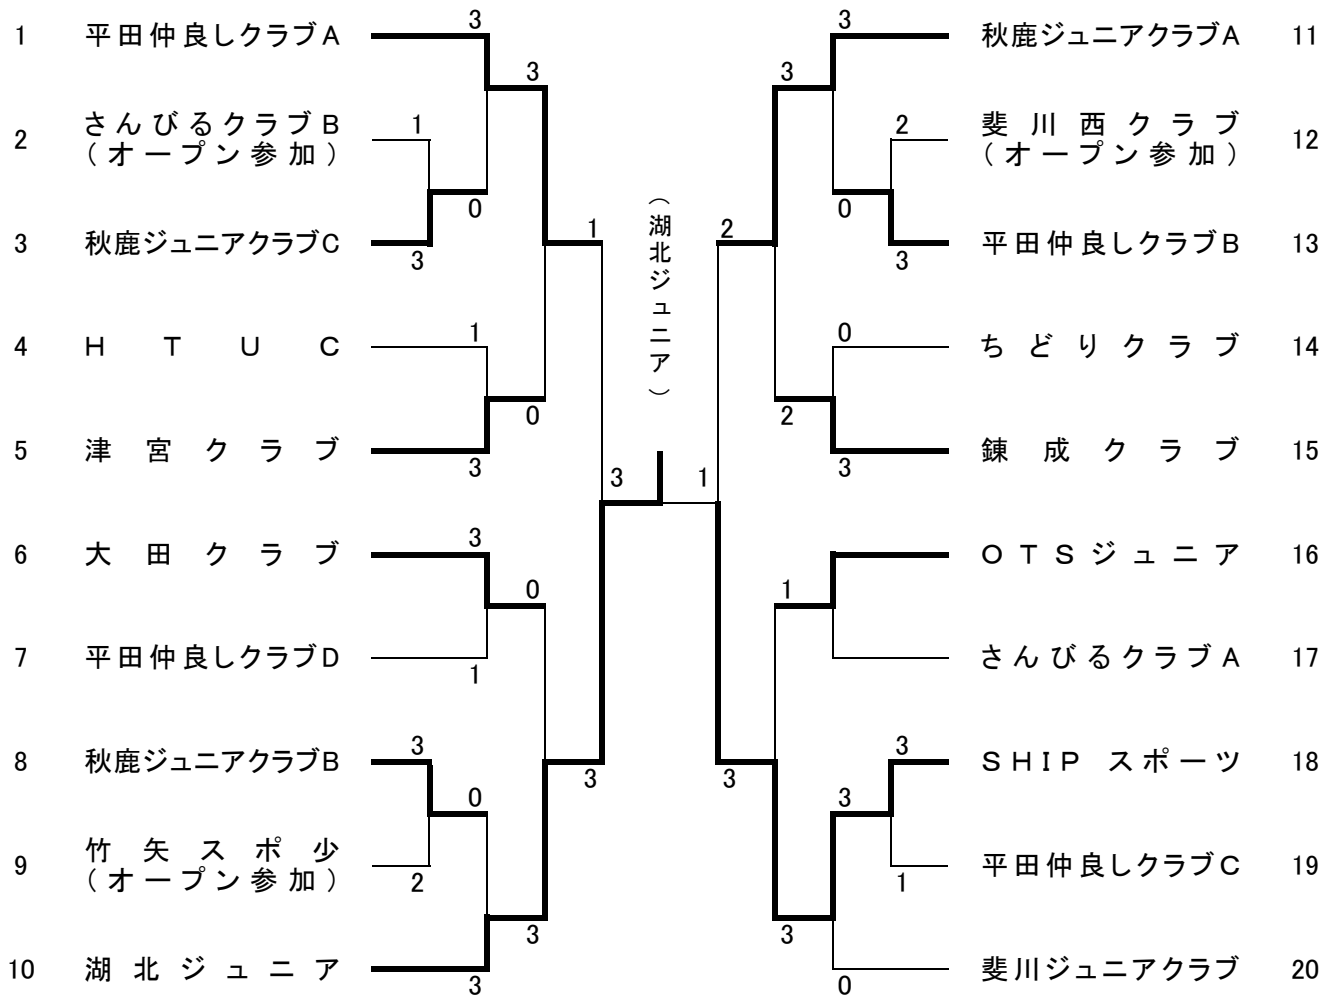 1 平田仲良しクラブA
2 さんびるクラブB
(オープン参加)
3 秋鹿ジュニアクラブC
4 HTUC
5 津宮クラブ
6 大田クラブ
7 平田仲良しクラブD
8 秋鹿ジュニアクラブB
9 竹矢スポ少
(オープン参加)
10 湖北ジュニア
3
3
1
0
3
1
1
0
3
3
0
1
3
0
2
3
3
3
(湖北ジュニア)
3 1
3
3
2
2
0
3
0
2
3
1
3
3
1
3
0
秋鹿ジュニアクラブA 11
斐川西クラブ 12
(オープン参加)
平田仲良しクラブB 13
ちどりクラブ 14
錬成クラブ 15
OTSジュニア 16
さんびるクラブA 17
SHIP スポーツ 18
平田仲良しクラブC 19
斐川ジュニアクラブ 20